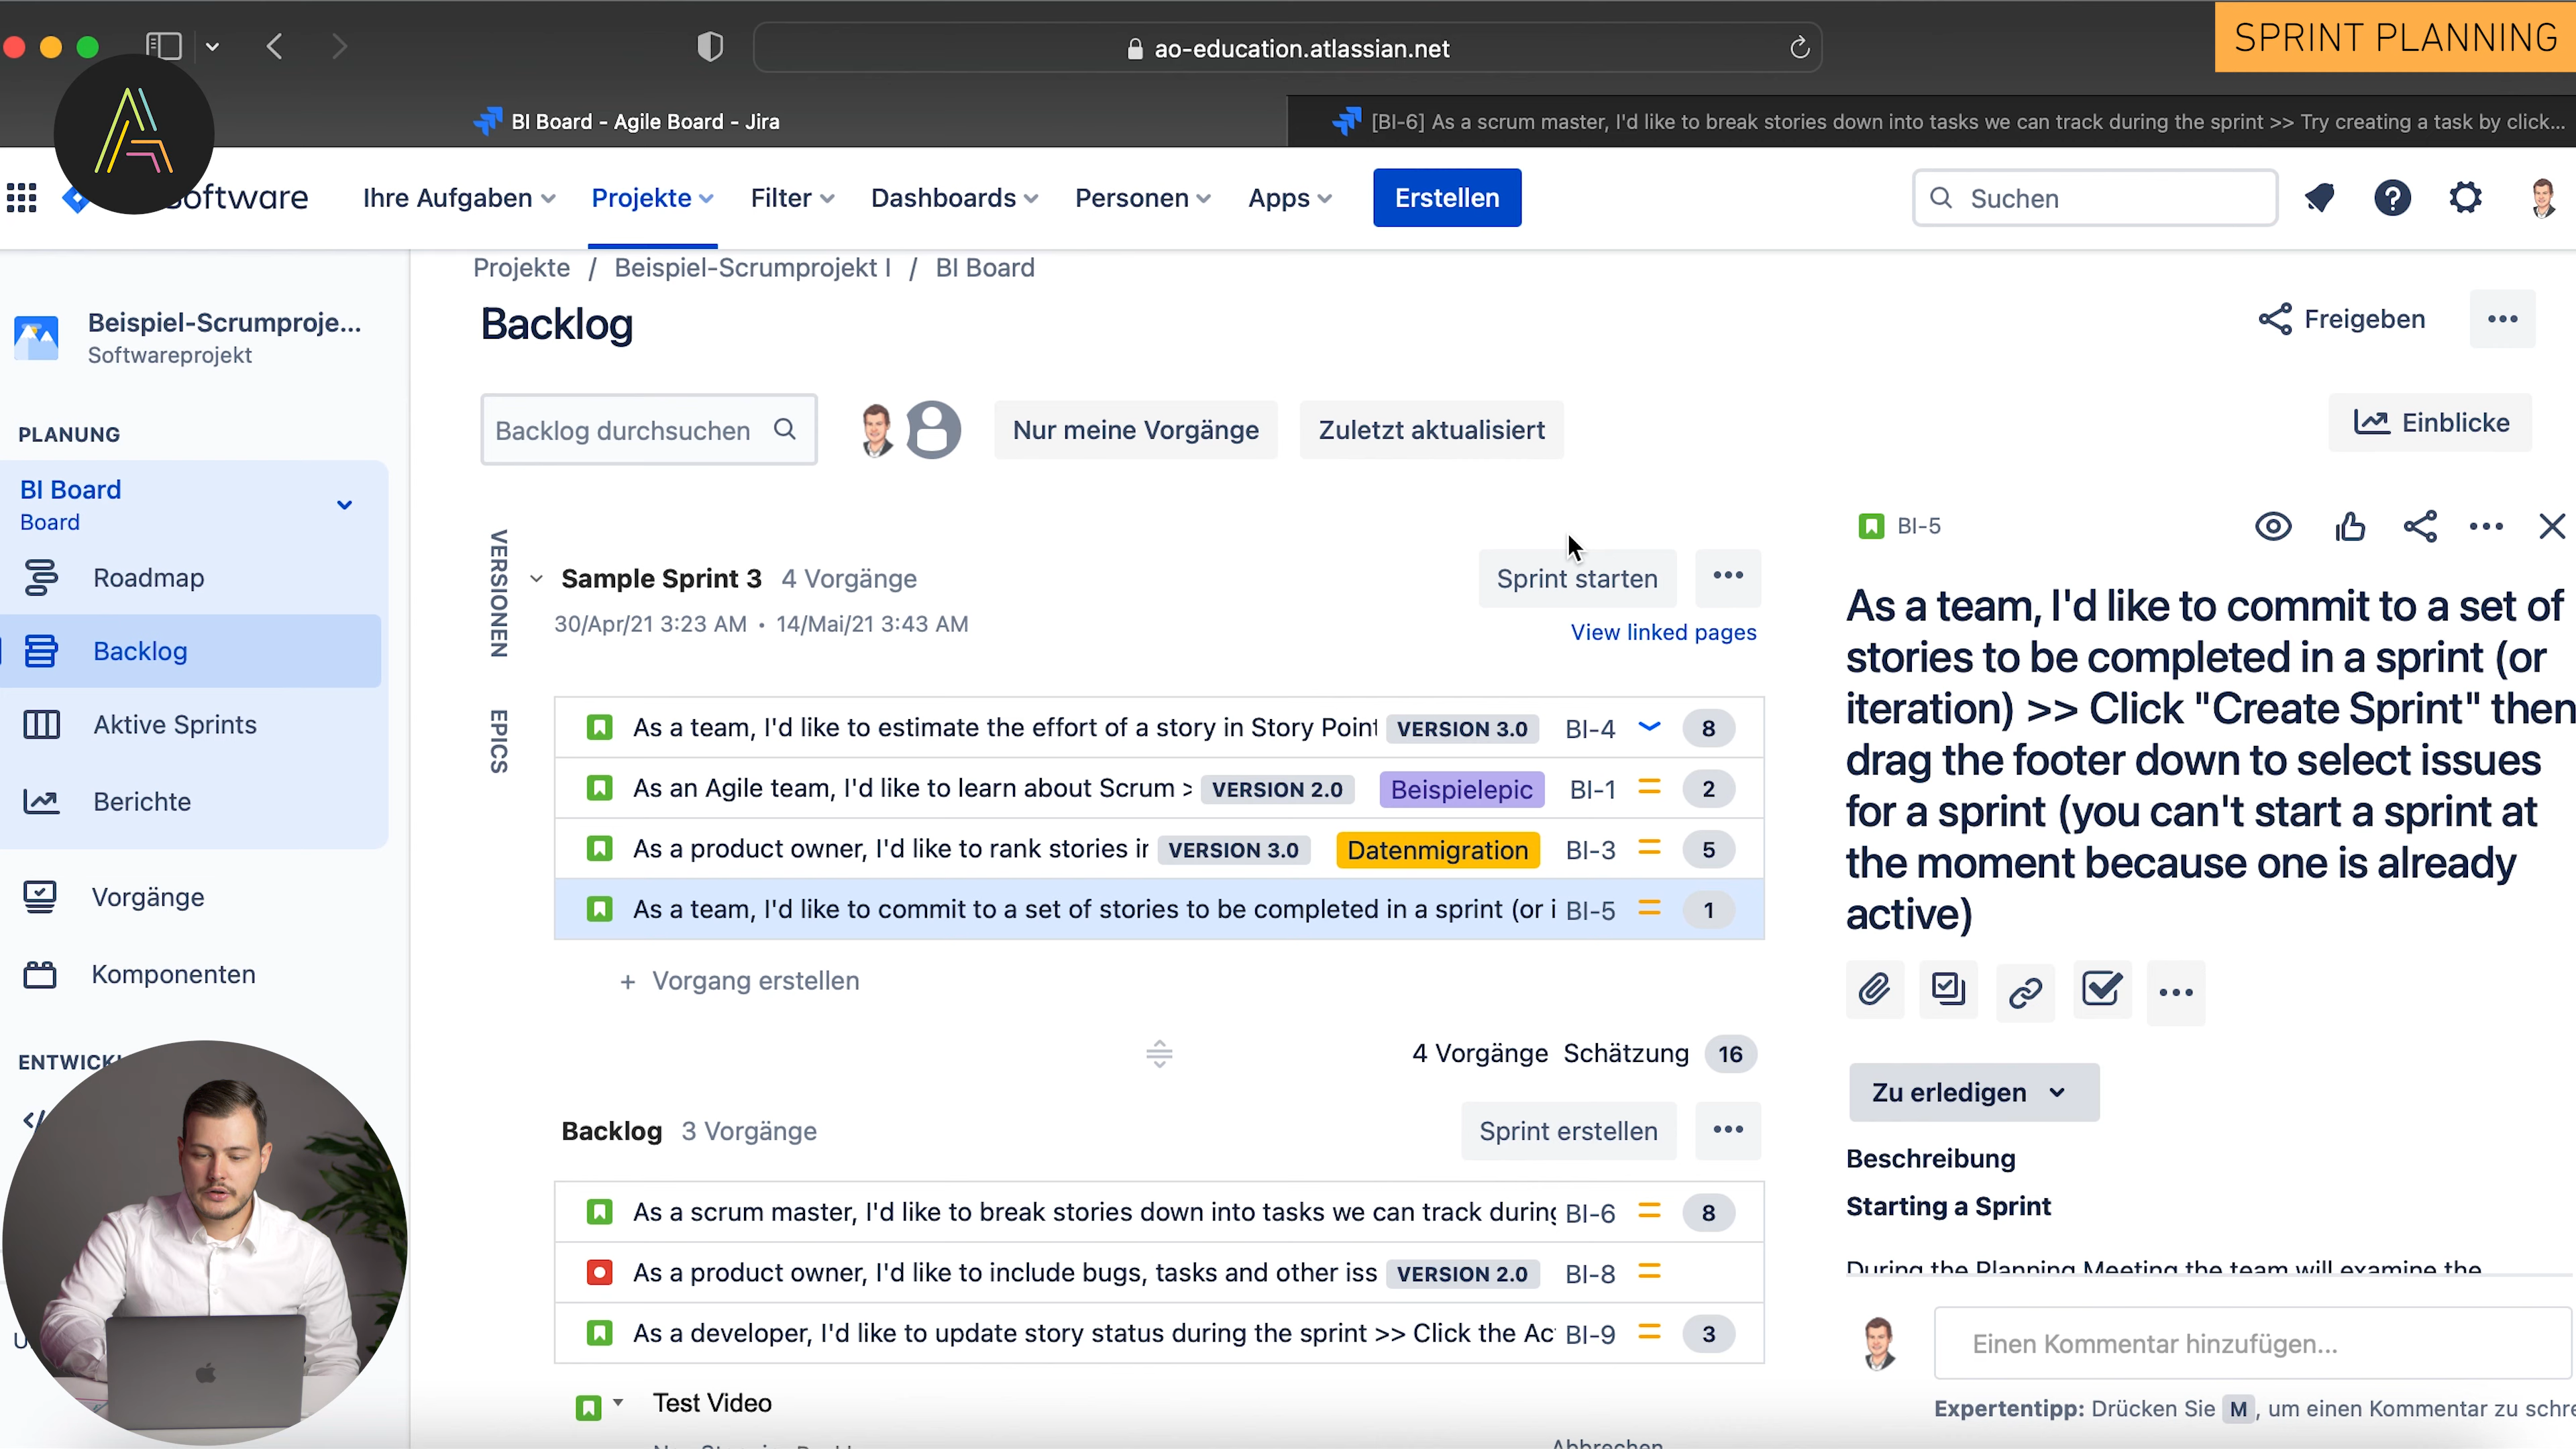 SPRINT PLANNING
ao-education.atlassian.net
BI Board - Agile Board - Jira
[BI-6] As a scrum master, I'd like to break stories down into tasks we can track during the sprint >> Try creating a task by click...
Software
Ihre Aufgaben
Projekte
Filter
Dashboards
Personen
Apps
Erstellen
Suchen
Projekte / Beispiel-Scrumprojekt I / BI Board
Backlog
Freigeben
Beispiel-Scrumproje...
Softwareprojekt
PLANUNG
BI Board
Board
Roadmap
Backlog
Aktive Sprints
Berichte
Vorgänge
Komponenten
Backlog durchsuchen
Nur meine Vorgänge
Zuletzt aktualisiert
Einblicke
VERSIONEN
EPICS
Sample Sprint 3 4 Vorgänge
30/Apr/21 3:23 AM • 14/Mai/21 3:43 AM
Sprint starten
View linked pages
As a team, I'd like to estimate the effort of a story in Story Point VERSION 3.0 BI-4 8
As an Agile team, I'd like to learn about Scrum > VERSION 2.0 Beispielepic BI-1 2
As a product owner, I'd like to rank stories in VERSION 3.0 Datenmigration BI-3 5
As a team, I'd like to commit to a set of stories to be completed in a sprint (or i BI-5 1
+ Vorgang erstellen
4 Vorgänge Schätzung 16
Backlog 3 Vorgänge
Sprint erstellen
As a scrum master, I'd like to break stories down into tasks we can track during BI-6 8
As a product owner, I'd like to include bugs, tasks and other iss VERSION 2.0 BI-8
As a developer, I'd like to update story status during the sprint >> Click the Ac BI-9 3
Test Video
BI-5
As a team, I'd like to commit to a set of
stories to be completed in a sprint (or
iteration) >> Click "Create Sprint" then
drag the footer down to select issues
for a sprint (you can't start a sprint at
the moment because one is already
active)
Zu erledigen
Beschreibung
Starting a Sprint
During the Planning Meeting the team will examine the
Einen Kommentar hinzufügen...
Expertentipp: Drücken Sie M, um einen Kommentar zu schre